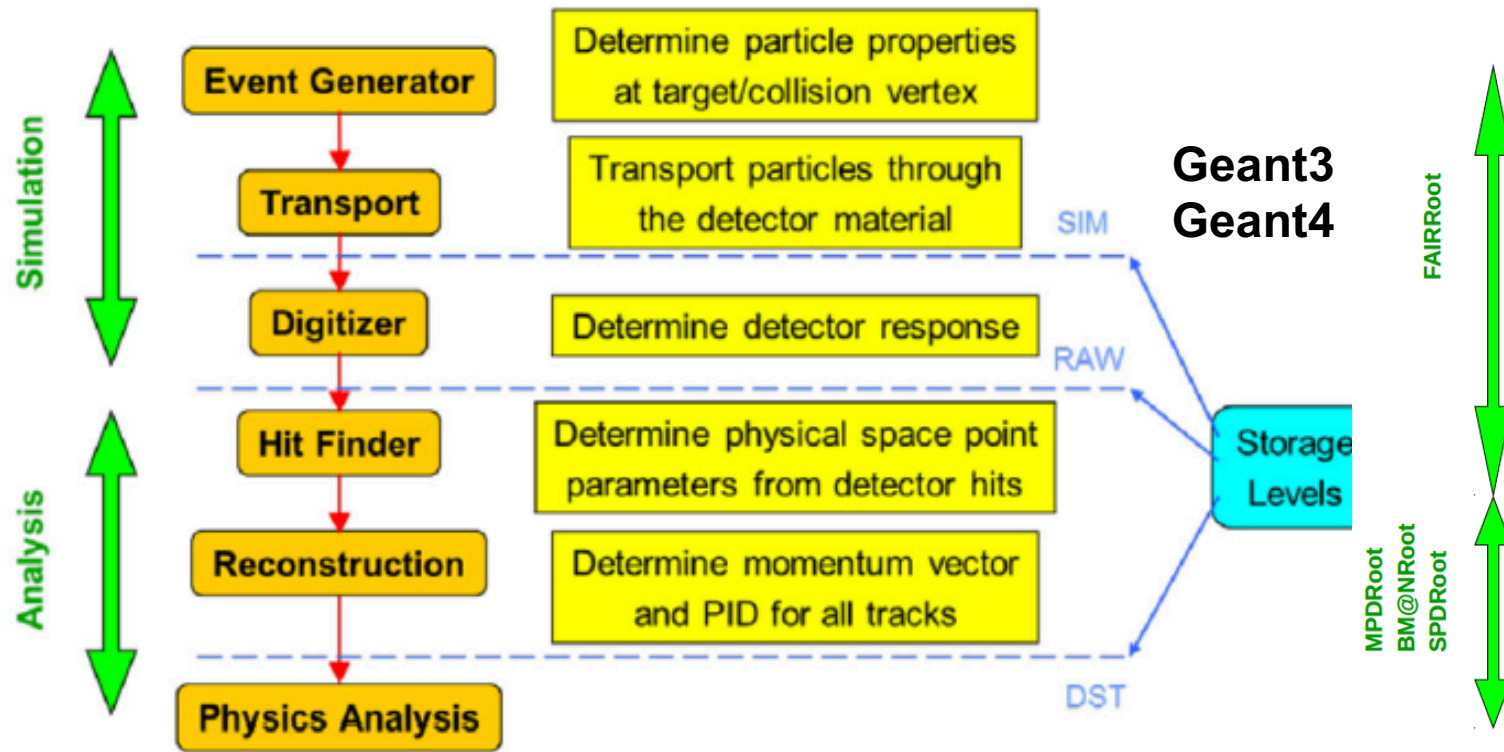 Simulation
Analysis
Event Generator
Determine particle properties
at target/collision vertex
Transport
Transport particles through
the detector material
SIM
Geant3
Geant4
Digitizer
Determine detector response
RAW
Hit Finder
Determine physical space point
parameters from detector hits
Storage
Levels
Reconstruction
Determine momentum vector
and PID for all tracks
DST
Physics Analysis
FAIRRoot
MPDRoot
BM@NRoot
SPDRoot